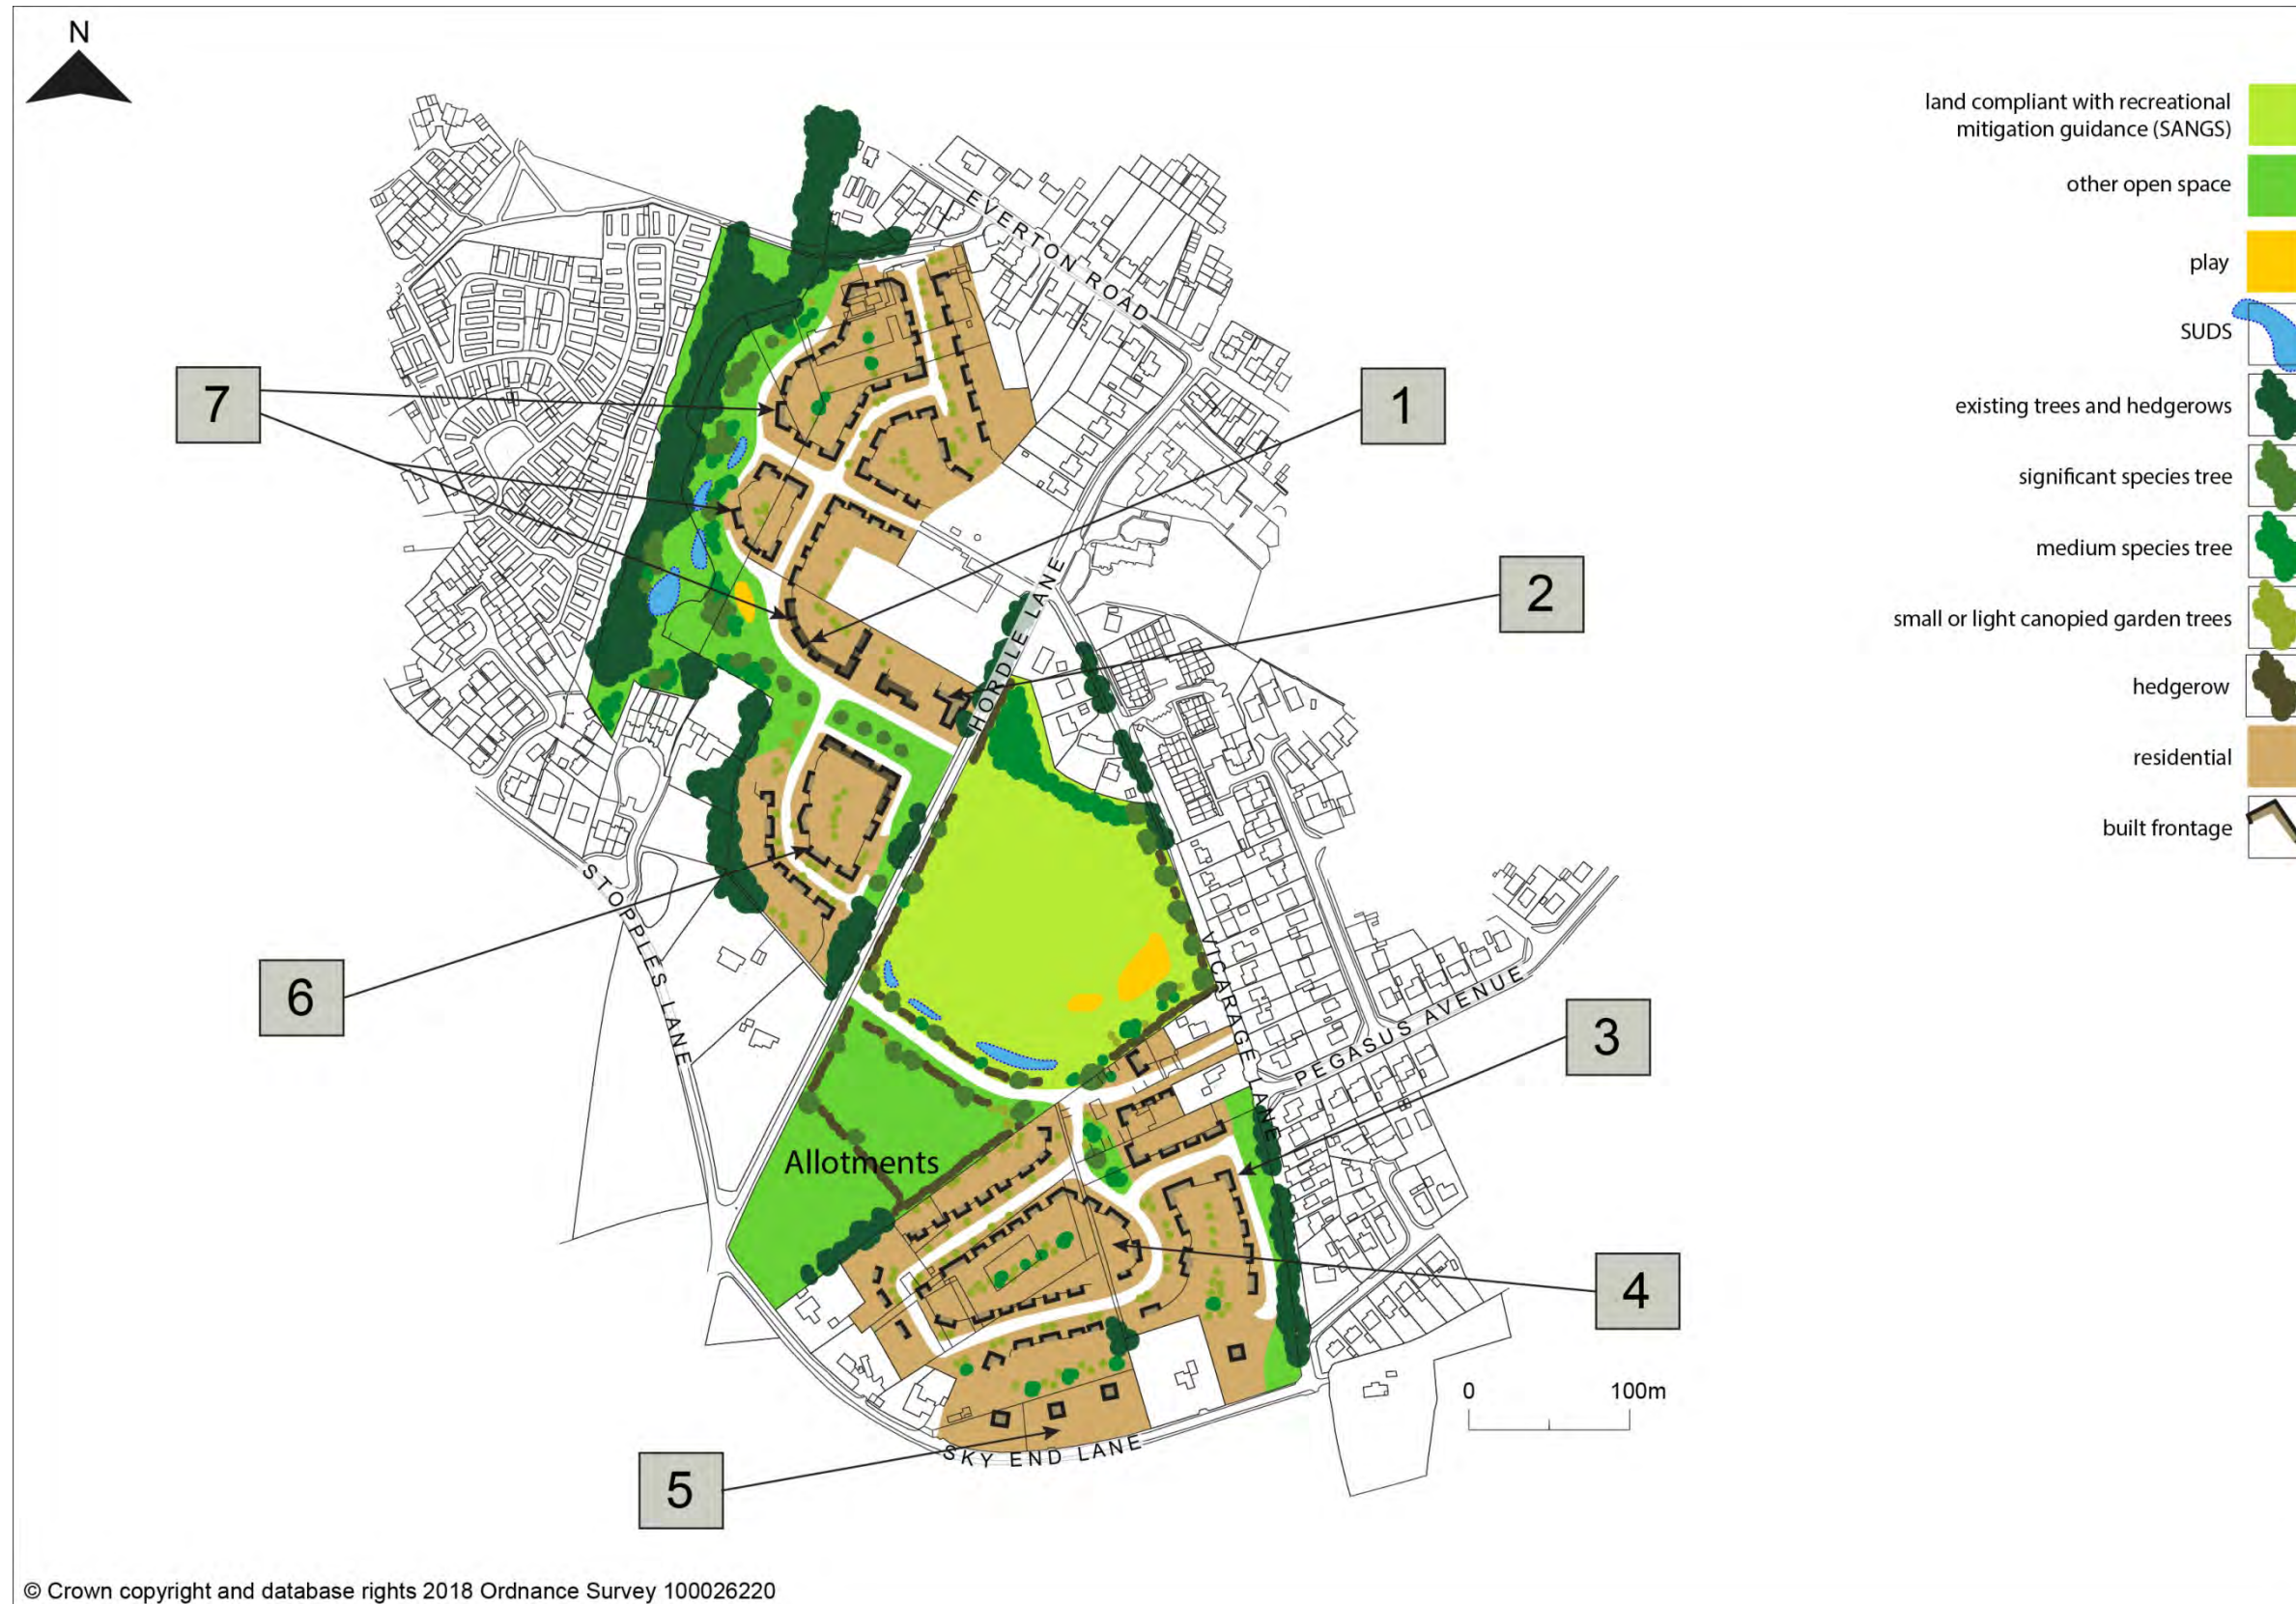 N
EVERTON ROAD
HORDLE LANE
STOPPLES LANE
VICARAGE LANE
PEGASUS AVENUE
SKY END LANE
Allotments
7
1
2
6
3
4
5
0 100m
land compliant with recreational
mitigation guidance (SANGS)
other open space
play
SUDS
existing trees and hedgerows
significant species tree
medium species tree
small or light canopied garden trees
hedgerow
residential
built frontage
© Crown copyright and database rights 2018 Ordnance Survey 100026220